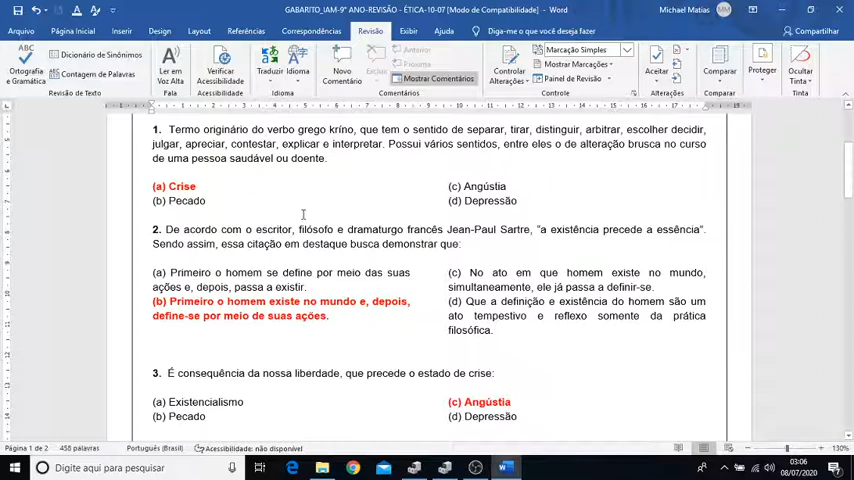 GABARITO_IAM-9° ANO-REVISÃO - ÉTICA-10-07 [Modo de Compatibilidade] - Word
Michael Matias
MM
Arquivo Página Inicial Inserir Design Layout Referências Correspondências Revisão Exibir Ajuda Diga-me o que você deseja fazer
Compartilhar
ABC
Ortografia e Gramática
Dicionário de Sinônimos
Contagem de Palavras
Revisão de Texto
Ler em Voz Alta
Fala
Verificar Acessibilidade
Acessibilidade
Traduzir
Idioma
Idioma
Novo Comentário
Excluir
Anterior
Próxima
Mostrar Comentários
Comentários
Controlar Alterações
Marcação Simples
Mostrar Marcações
Painel de Revisão
Controle
Aceitar
Alterações
Comparar
Comparar
Proteger
Ocultar Tinta
Tinta
1. Termo originário do verbo grego kríno, que tem o sentido de separar, tirar, distinguir, arbitrar, escolher decidir,
julgar, apreciar, contestar, explicar e interpretar. Possui vários sentidos, entre eles o de alteração brusca no curso
de uma pessoa saudável ou doente.
(a) Crise
(b) Pecado
(c) Angústia
(d) Depressão
2. De acordo com o escritor, filósofo e dramaturgo francês Jean-Paul Sartre, "a existência precede a essência".
Sendo assim, essa citação em destaque busca demonstrar que:
(a) Primeiro o homem se define por meio das suas
ações e, depois, passa a existir.
(b) Primeiro o homem existe no mundo e, depois,
define-se por meio de suas ações.
(c) No ato em que homem existe no mundo,
simultaneamente, ele já passa a definir-se.
(d) Que a definição e existência do homem são um
ato tempestivo e reflexo somente da prática
filosófica.
3. É consequência da nossa liberdade, que precede o estado de crise:
(a) Existencialismo
(b) Pecado
(c) Angústia
(d) Depressão
Página 1 de 2 458 palavras Português (Brasil) Acessibilidade: não disponível
130%
Digite aqui para pesquisar
03:06
08/07/2020